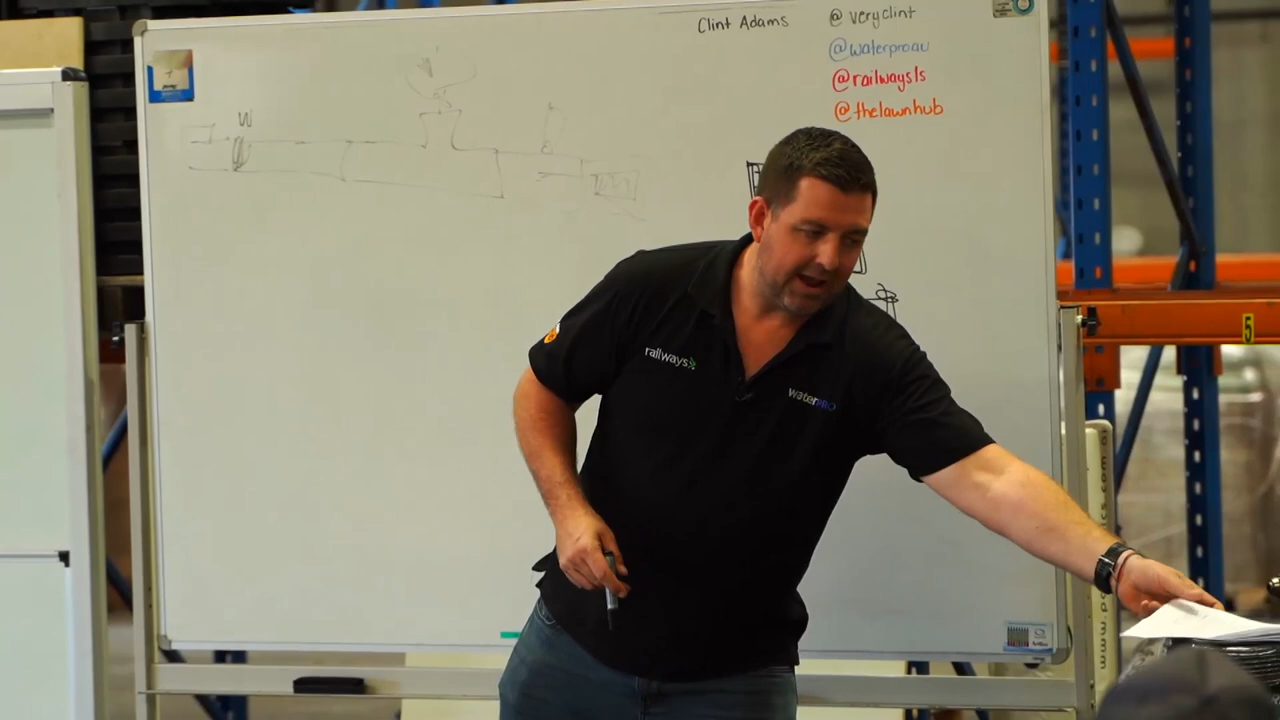 Clint Adams
@veryclint
@waterproau
@railwaysls
@thelawnhub
W
railways
waterPRO
5